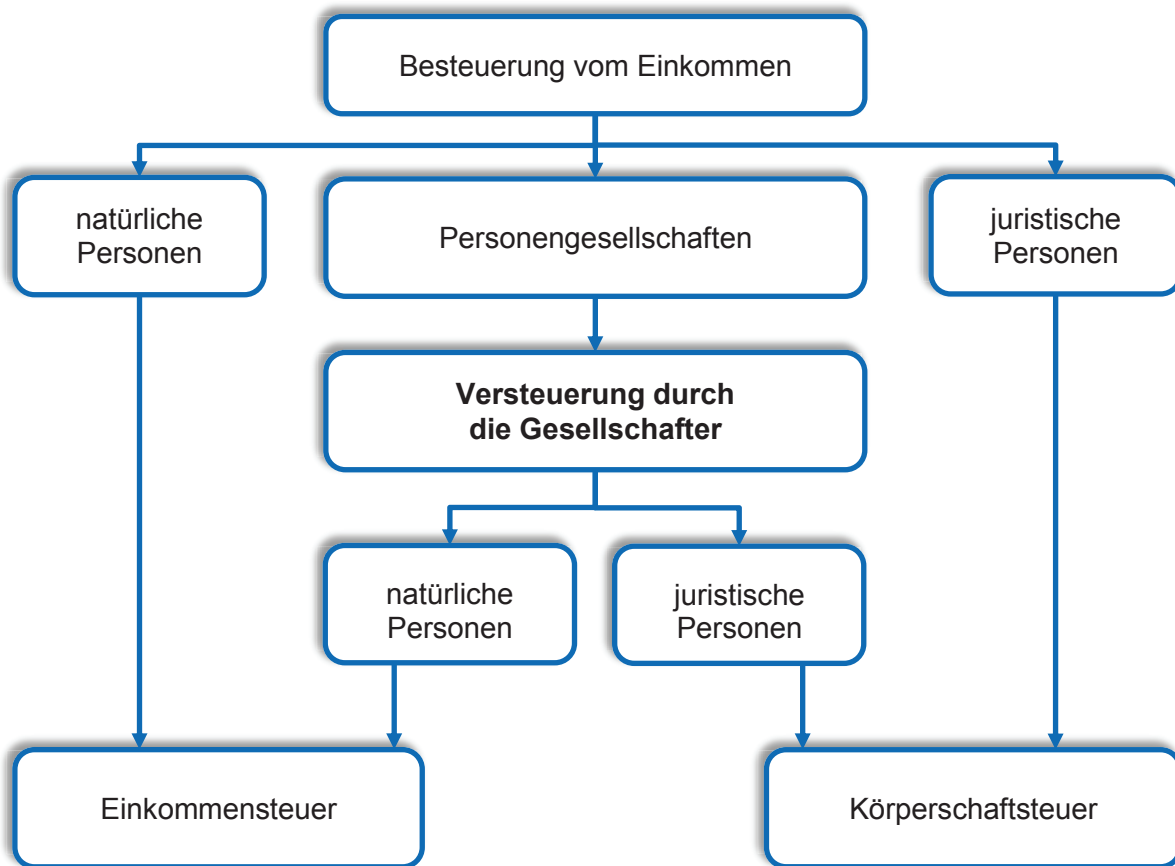 Besteuerung vom Einkommen
natürliche
Personen
Personengesellschaften
juristische
Personen
Versteuerung durch
die Gesellschafter
natürliche
Personen
juristische
Personen
Einkommensteuer
Körperschaftsteuer